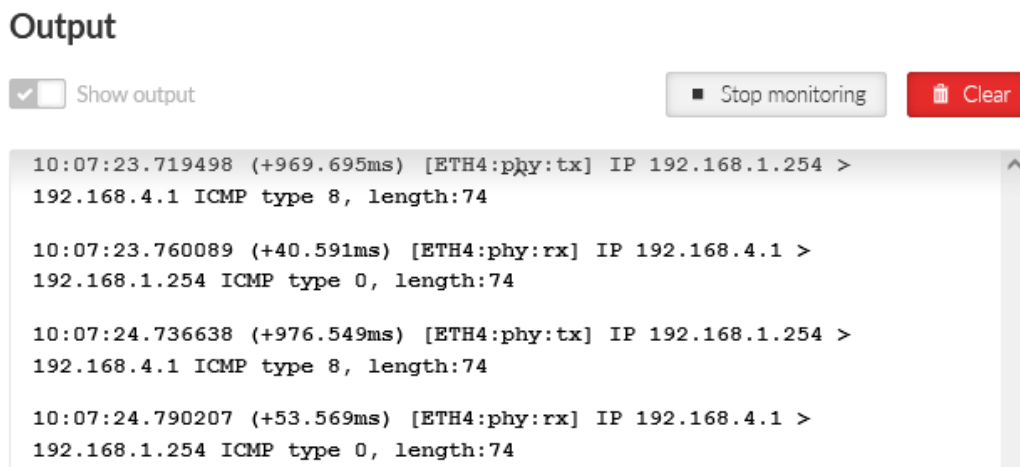 Output
Show output
Stop monitoring
Clear
10:07:23.719498 (+969.695ms) [ETH4:phy:tx] IP 192.168.1.254 >
192.168.4.1 ICMP type 8, length:74
10:07:23.760089 (+40.591ms) [ETH4:phy:rx] IP 192.168.4.1 >
192.168.1.254 ICMP type 0, length:74
10:07:24.736638 (+976.549ms) [ETH4:phy:tx] IP 192.168.1.254 >
192.168.4.1 ICMP type 8, length:74
10:07:24.790207 (+53.569ms) [ETH4:phy:rx] IP 192.168.4.1 >
192.168.1.254 ICMP type 0, length:74